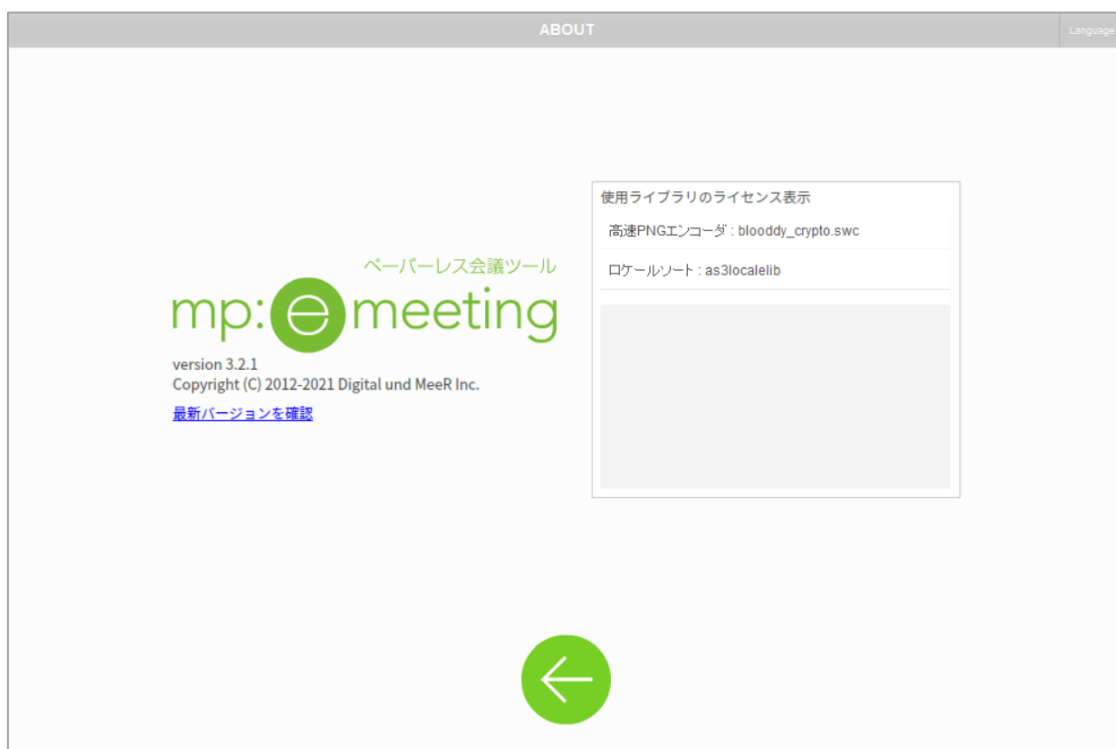 ABOUT
Language
ペーパーレス会議ツール
mp:e meeting
version 3.2.1
Copyright (C) 2012-2021 Digital und MeeR Inc.
最新バージョンを確認
使用ライブラリのライセンス表示
高速PNGエンコーダ : blooddy_crypto.swc
ロケールソート : as3localelib